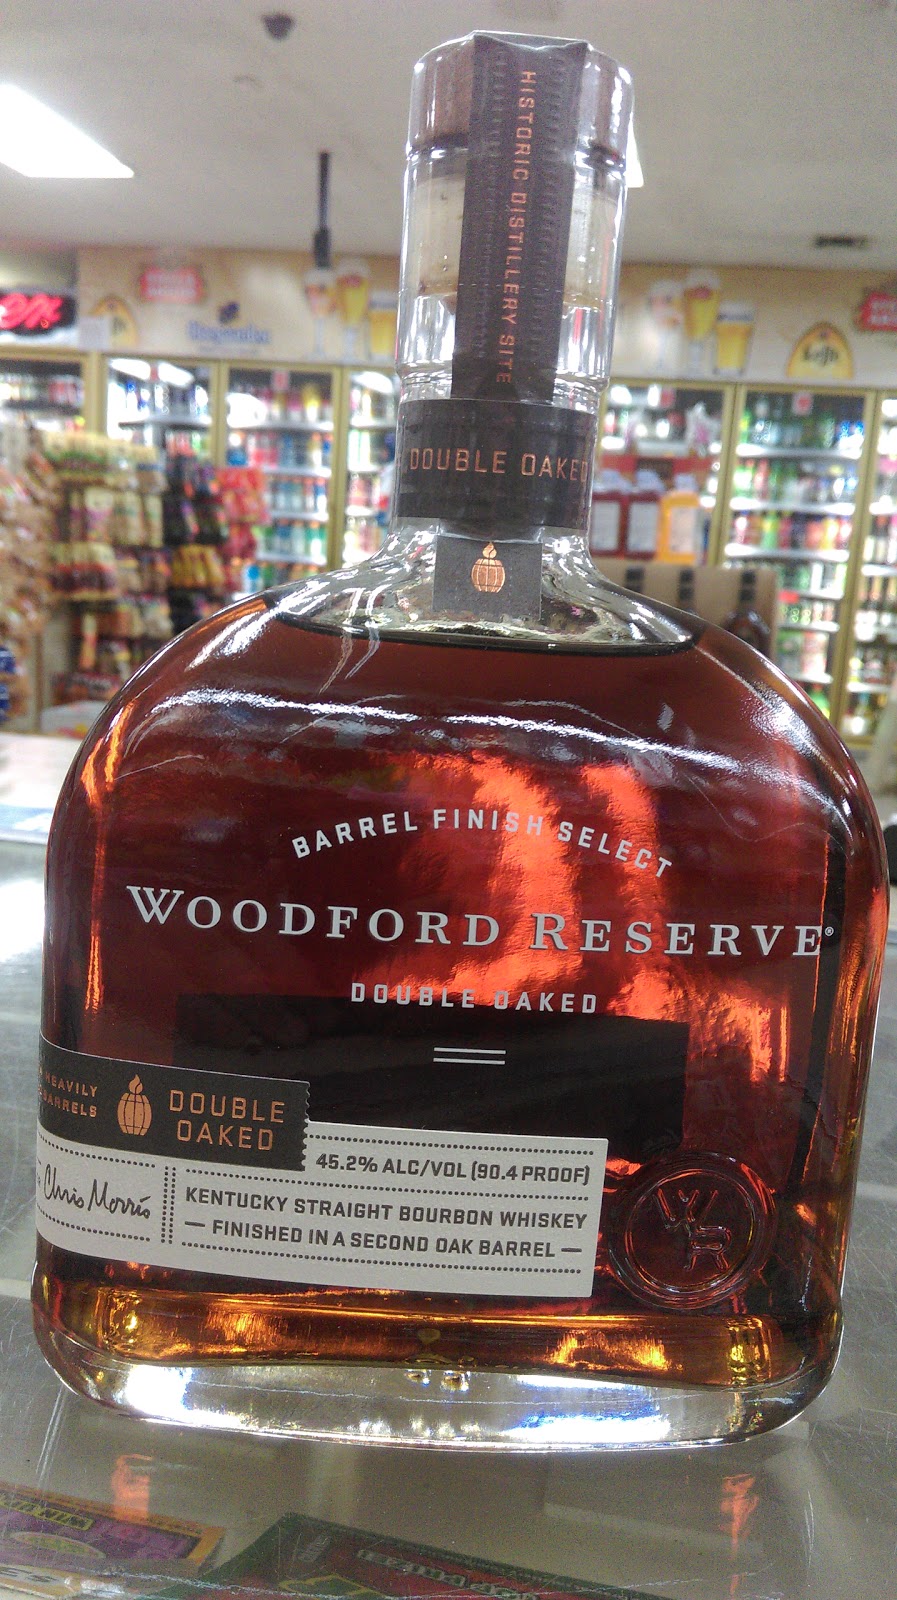 HISTORIC DISTILLERY SITE
DOUBLE OAKED
BARREL FINISH SELECT
WOODFORD RESERVE®
DOUBLE OAKED
HEAVILY
BARRELS
DOUBLE
OAKED
45.2% ALC/VOL (90.4 PROOF)
Chris Morris
KENTUCKY STRAIGHT BOURBON WHISKEY
— FINISHED IN A SECOND OAK BARREL —
WR
Leffe